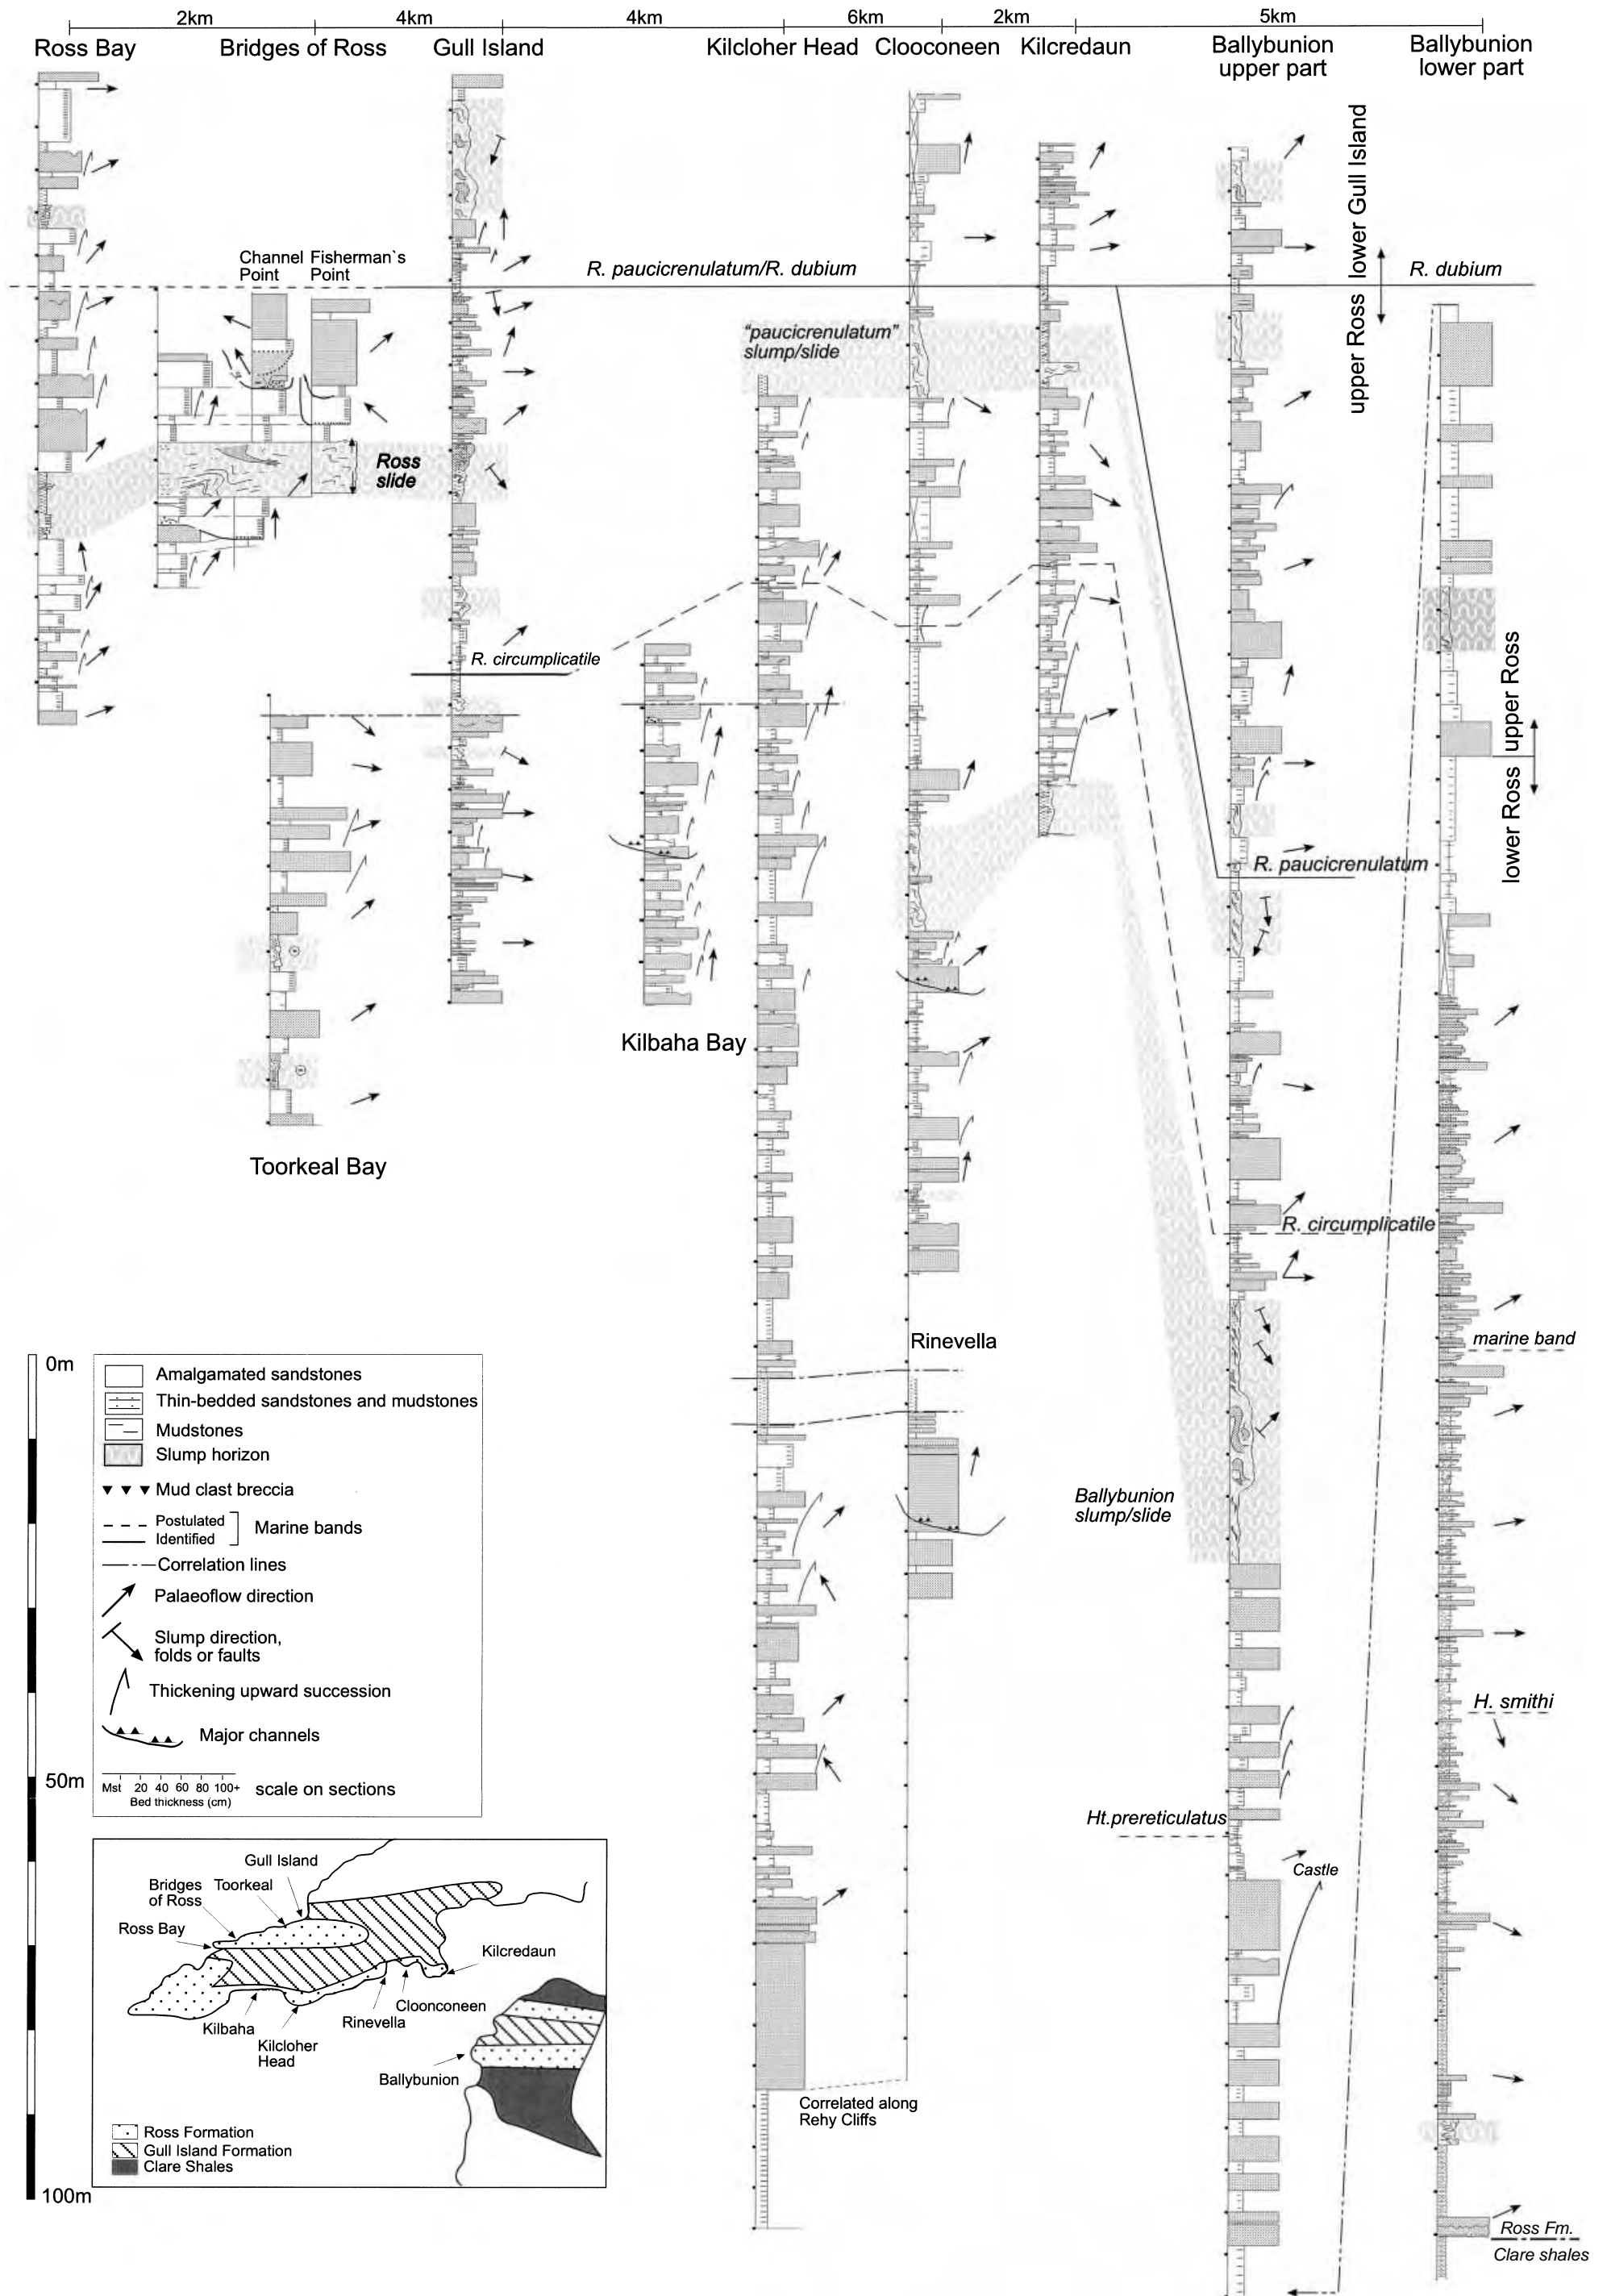 2km 4km 4km 6km 2km 5km
Ross Bay Bridges of Ross Gull Island Kilcloher Head Clooconeen Kilcredaun Ballybunion Ballybunion
upper part lower part
lower Gull Island
upper Ross
Channel Fisherman`s
Point Point
R. paucicrenulatum/R. dubium
R. dubium
"paucicrenulatum"
slump/slide
Ross
slide
R. circumplicatile
upper Ross
lower Ross
R. paucicrenulatum
Kilbaha Bay
Toorkeal Bay
R. circumplicatile
Rinevella
marine band
Ballybunion
slump/slide
H. smithi
Ht.prereticulatus
Castle
Correlated along
Rehy Cliffs
Ross Fm.
Clare shales
0m
50m
100m
Amalgamated sandstones
Thin-bedded sandstones and mudstones
Mudstones
Slump horizon
Mud clast breccia
Postulated
Identified
Marine bands
Correlation lines
Palaeoflow direction
Slump direction,
folds or faults
Thickening upward succession
Major channels
Mst 20 40 60 80 100+
Bed thickness (cm)
scale on sections
Gull Island
Bridges
of Ross
Toorkeal
Ross Bay
Kilcredaun
Cloonconeen
Rinevella
Kilbaha
Kilcloher
Head
Ballybunion
Ross Formation
Gull Island Formation
Clare Shales